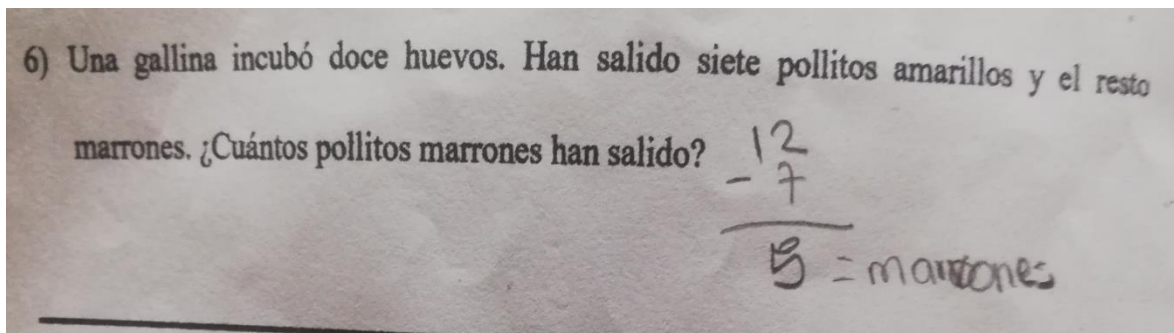 6) Una gallina incubó doce huevos. Han salido siete pollitos amarillos y el resto
marrones. ¿Cuántos pollitos marrones han salido?
12
- 7
5 = marrones